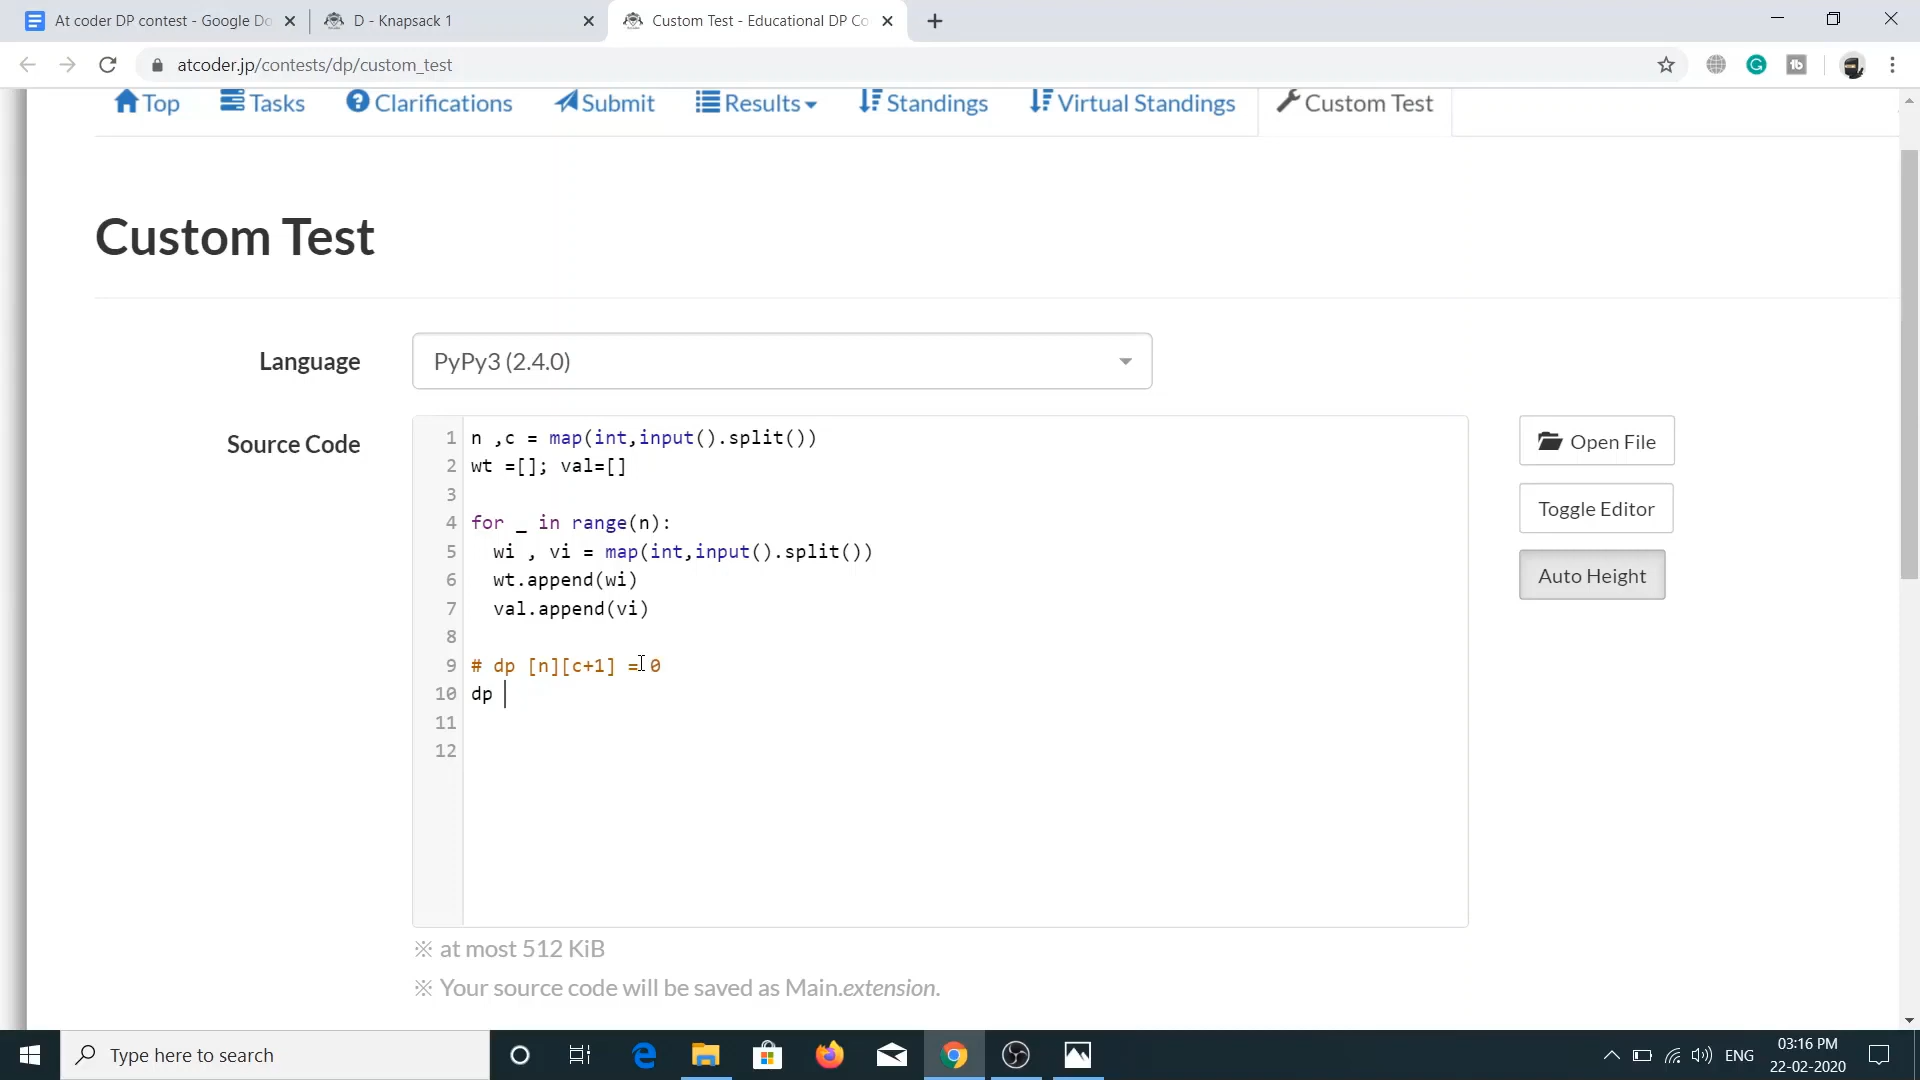 At coder DP contest - Google Do
D - Knapsack 1
Custom Test - Educational DP Co
atcoder.jp/contests/dp/custom_test
Top
Tasks
Clarifications
Submit
Results
Standings
Virtual Standings
Custom Test
Custom Test
Language
PyPy3 (2.4.0)
Source Code
1 n ,c = map(int,input().split())
2 wt =[]; val=[]
3
4 for _ in range(n):
5 wi , vi = map(int,input().split())
6 wt.append(wi)
7 val.append(vi)
8
9 # dp [n][c+1] = 0
10 dp
11
12
Open File
Toggle Editor
Auto Height
※ at most 512 KiB
※ Your source code will be saved as Main.extension.
Type here to search
ENG
03:16 PM
22-02-2020